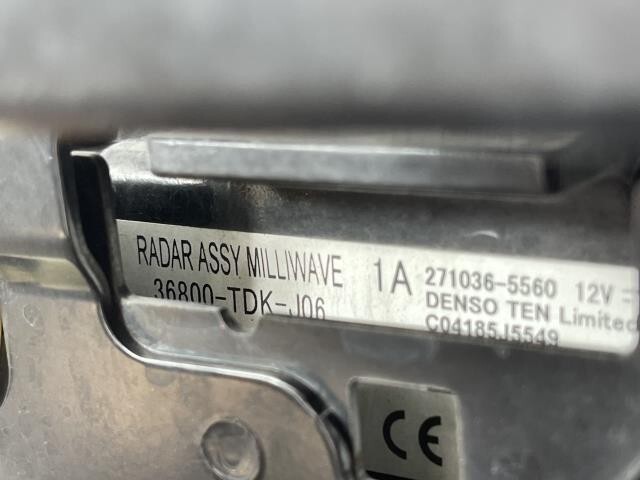 RADAR ASSY MILLIWAVE 1A 271036-5560 12V
36800-TDK-J06 DENSO TEN Limited
C04185J5549
CE